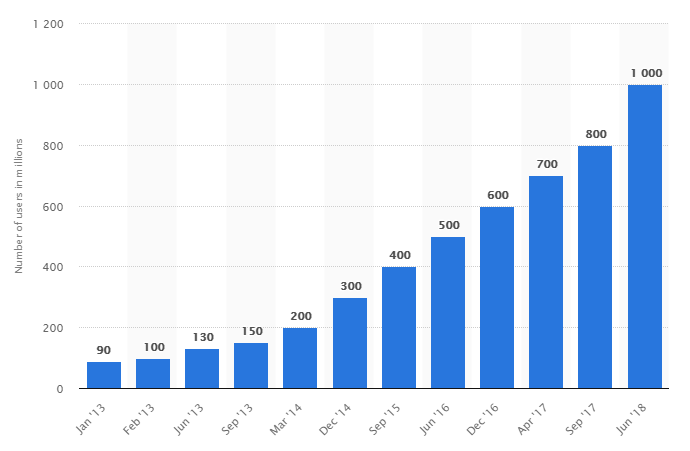 1 200
1 000
800
600
400
200
0
Number of users in millions
90
100
130
150
200
300
400
500
600
700
800
1 000
Jan '13
Feb '13
Jun '13
Sep '13
Mar '14
Dec '14
Sep '15
Jun '16
Dec '16
Apr '17
Sep '17
Jun '18